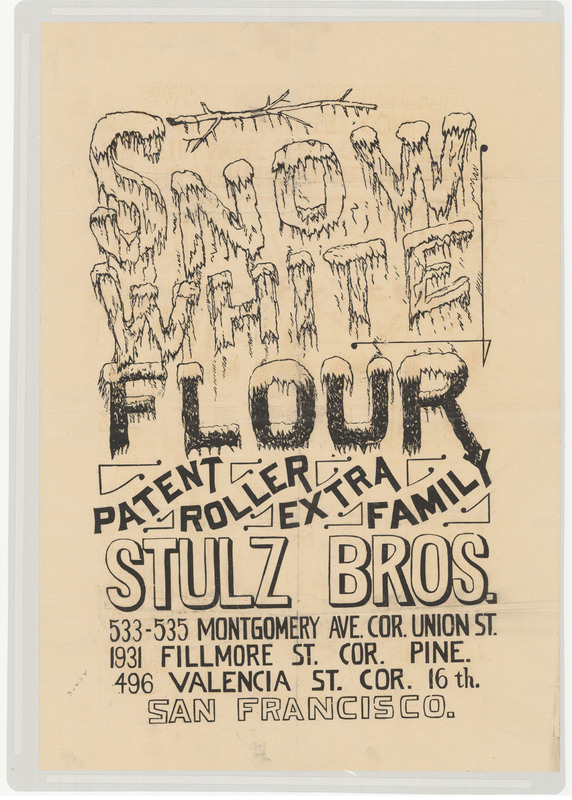 SNOW
WHITE
FLOUR
PATENT ROLLER EXTRA FAMILY
STULZ BROS.
533-535 MONTGOMERY AVE. COR. UNION ST.
1931 FILLMORE ST. COR. PINE.
496 VALENCIA ST. COR. 16 th.
SAN FRANCISCO.